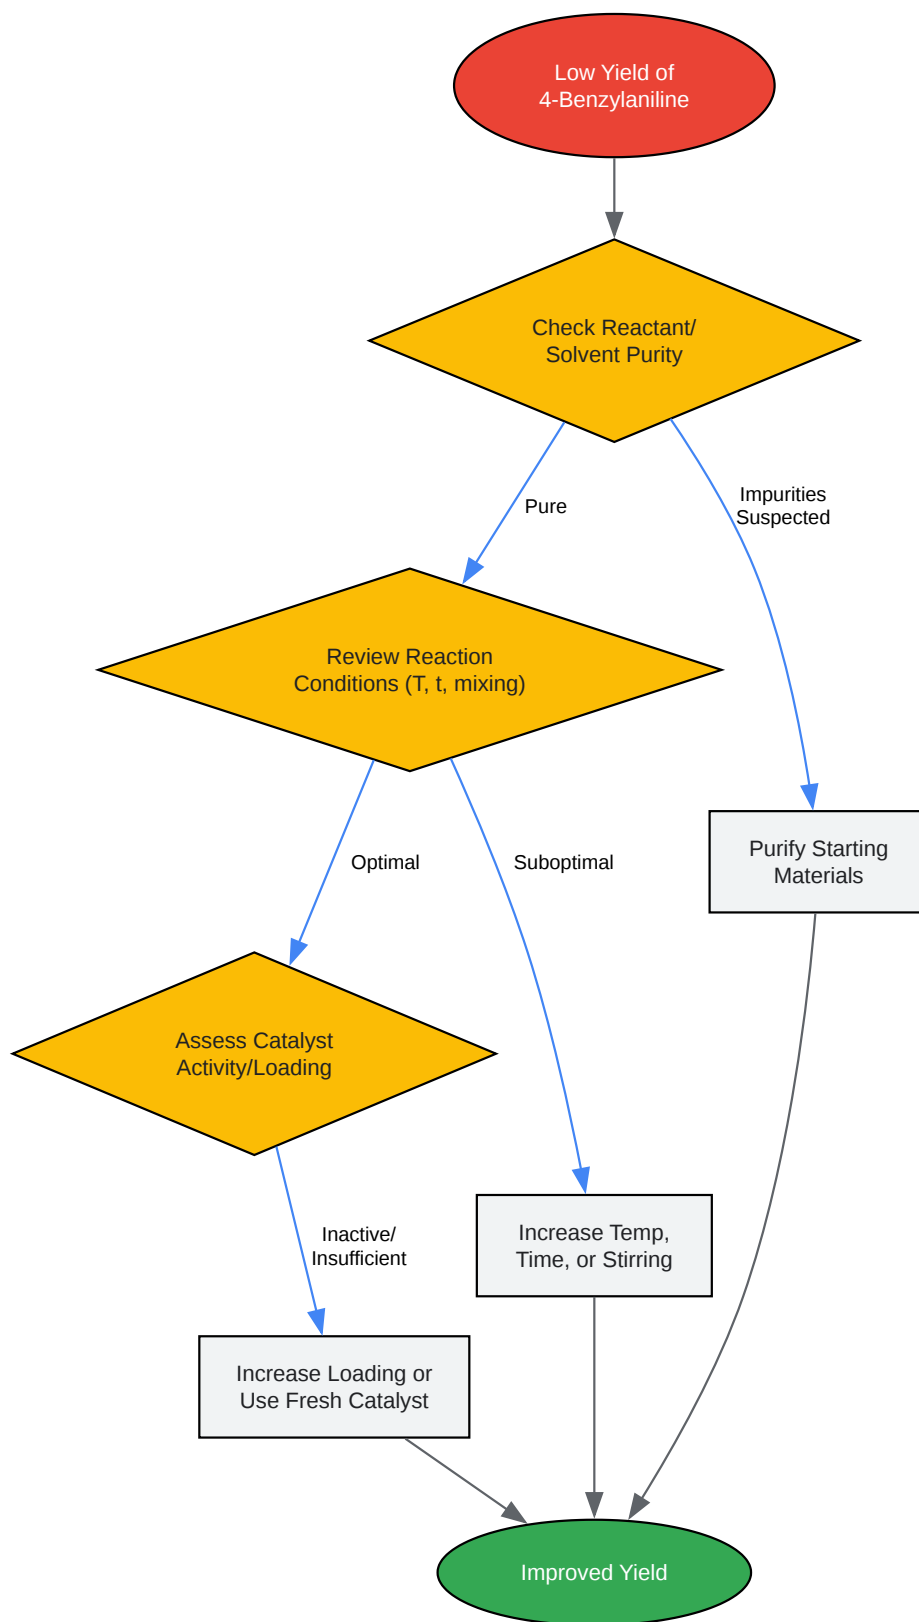 Low Yield of
4-Benzylaniline
Check Reactant/
Solvent Purity
Pure
Impurities
Suspected
Review Reaction
Conditions (T, t, mixing)
Optimal
Suboptimal
Purify Starting
Materials
Assess Catalyst
Activity/Loading
Inactive/
Insufficient
Increase Temp,
Time, or Stirring
Increase Loading or
Use Fresh Catalyst
Improved Yield